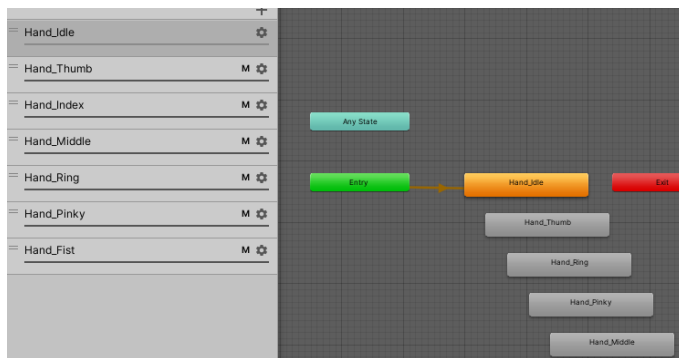 Hand_Idle
Hand_Thumb M
Hand_Index M
Hand_Middle M
Hand_Ring M
Hand_Pinky M
Hand_Fist M
Any State
Entry
Hand_Idle
Exit
Hand_Thumb
Hand_Ring
Hand_Pinky
Hand_Middle